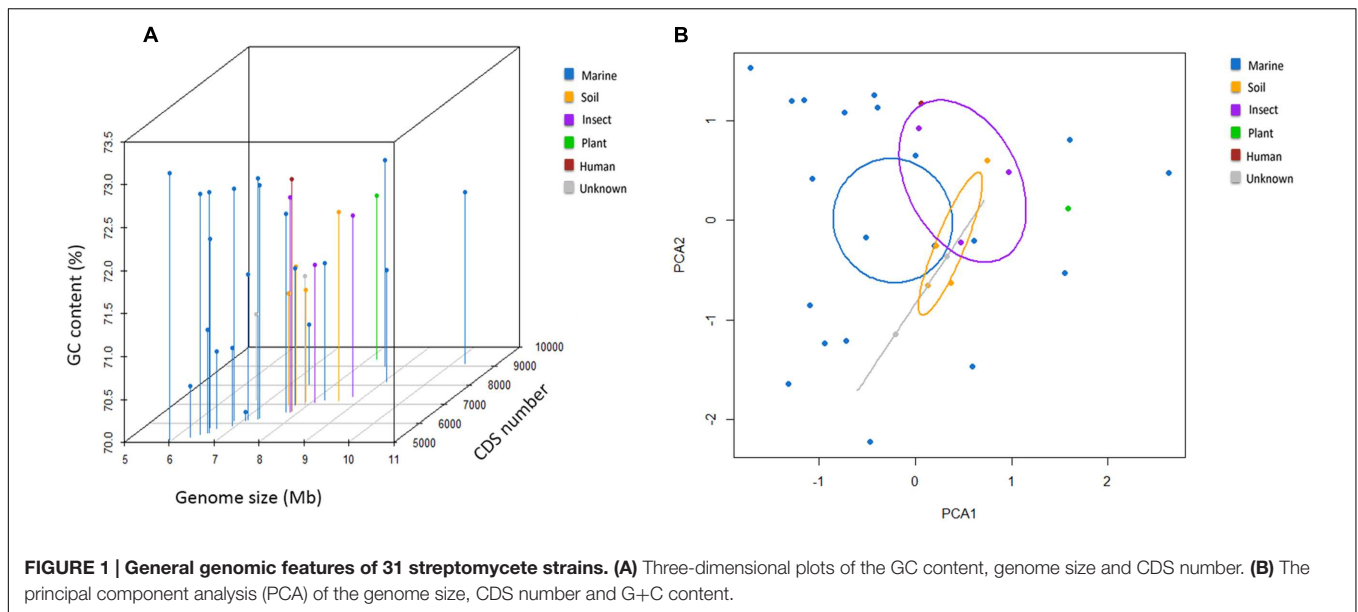 A
Marine
Soil
Insect
Plant
Human
Unknown
GC content (%)
73.5
73.0
72.5
72.0
71.5
71.0
70.5
70.0
5
6
7
8
9
10
11
Genome size (Mb)
5000
6000
7000
8000
9000
10000
CDS number
B
Marine
Soil
Insect
Plant
Human
Unknown
PCA2
1
0
-1
-2
-1
0
1
2
PCA1
FIGURE 1 | General genomic features of 31 streptomycete strains. (A) Three-dimensional plots of the GC content, genome size and CDS number. (B) The
principal component analysis (PCA) of the genome size, CDS number and G+C content.